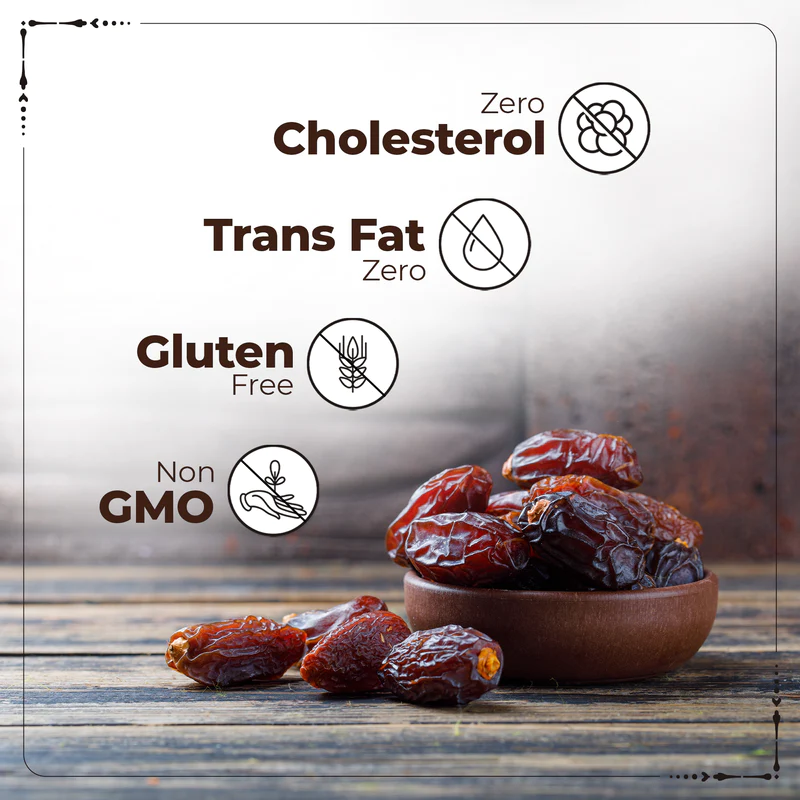 Zero
Cholesterol
Trans Fat
Zero
Gluten
Free
Non
GMO